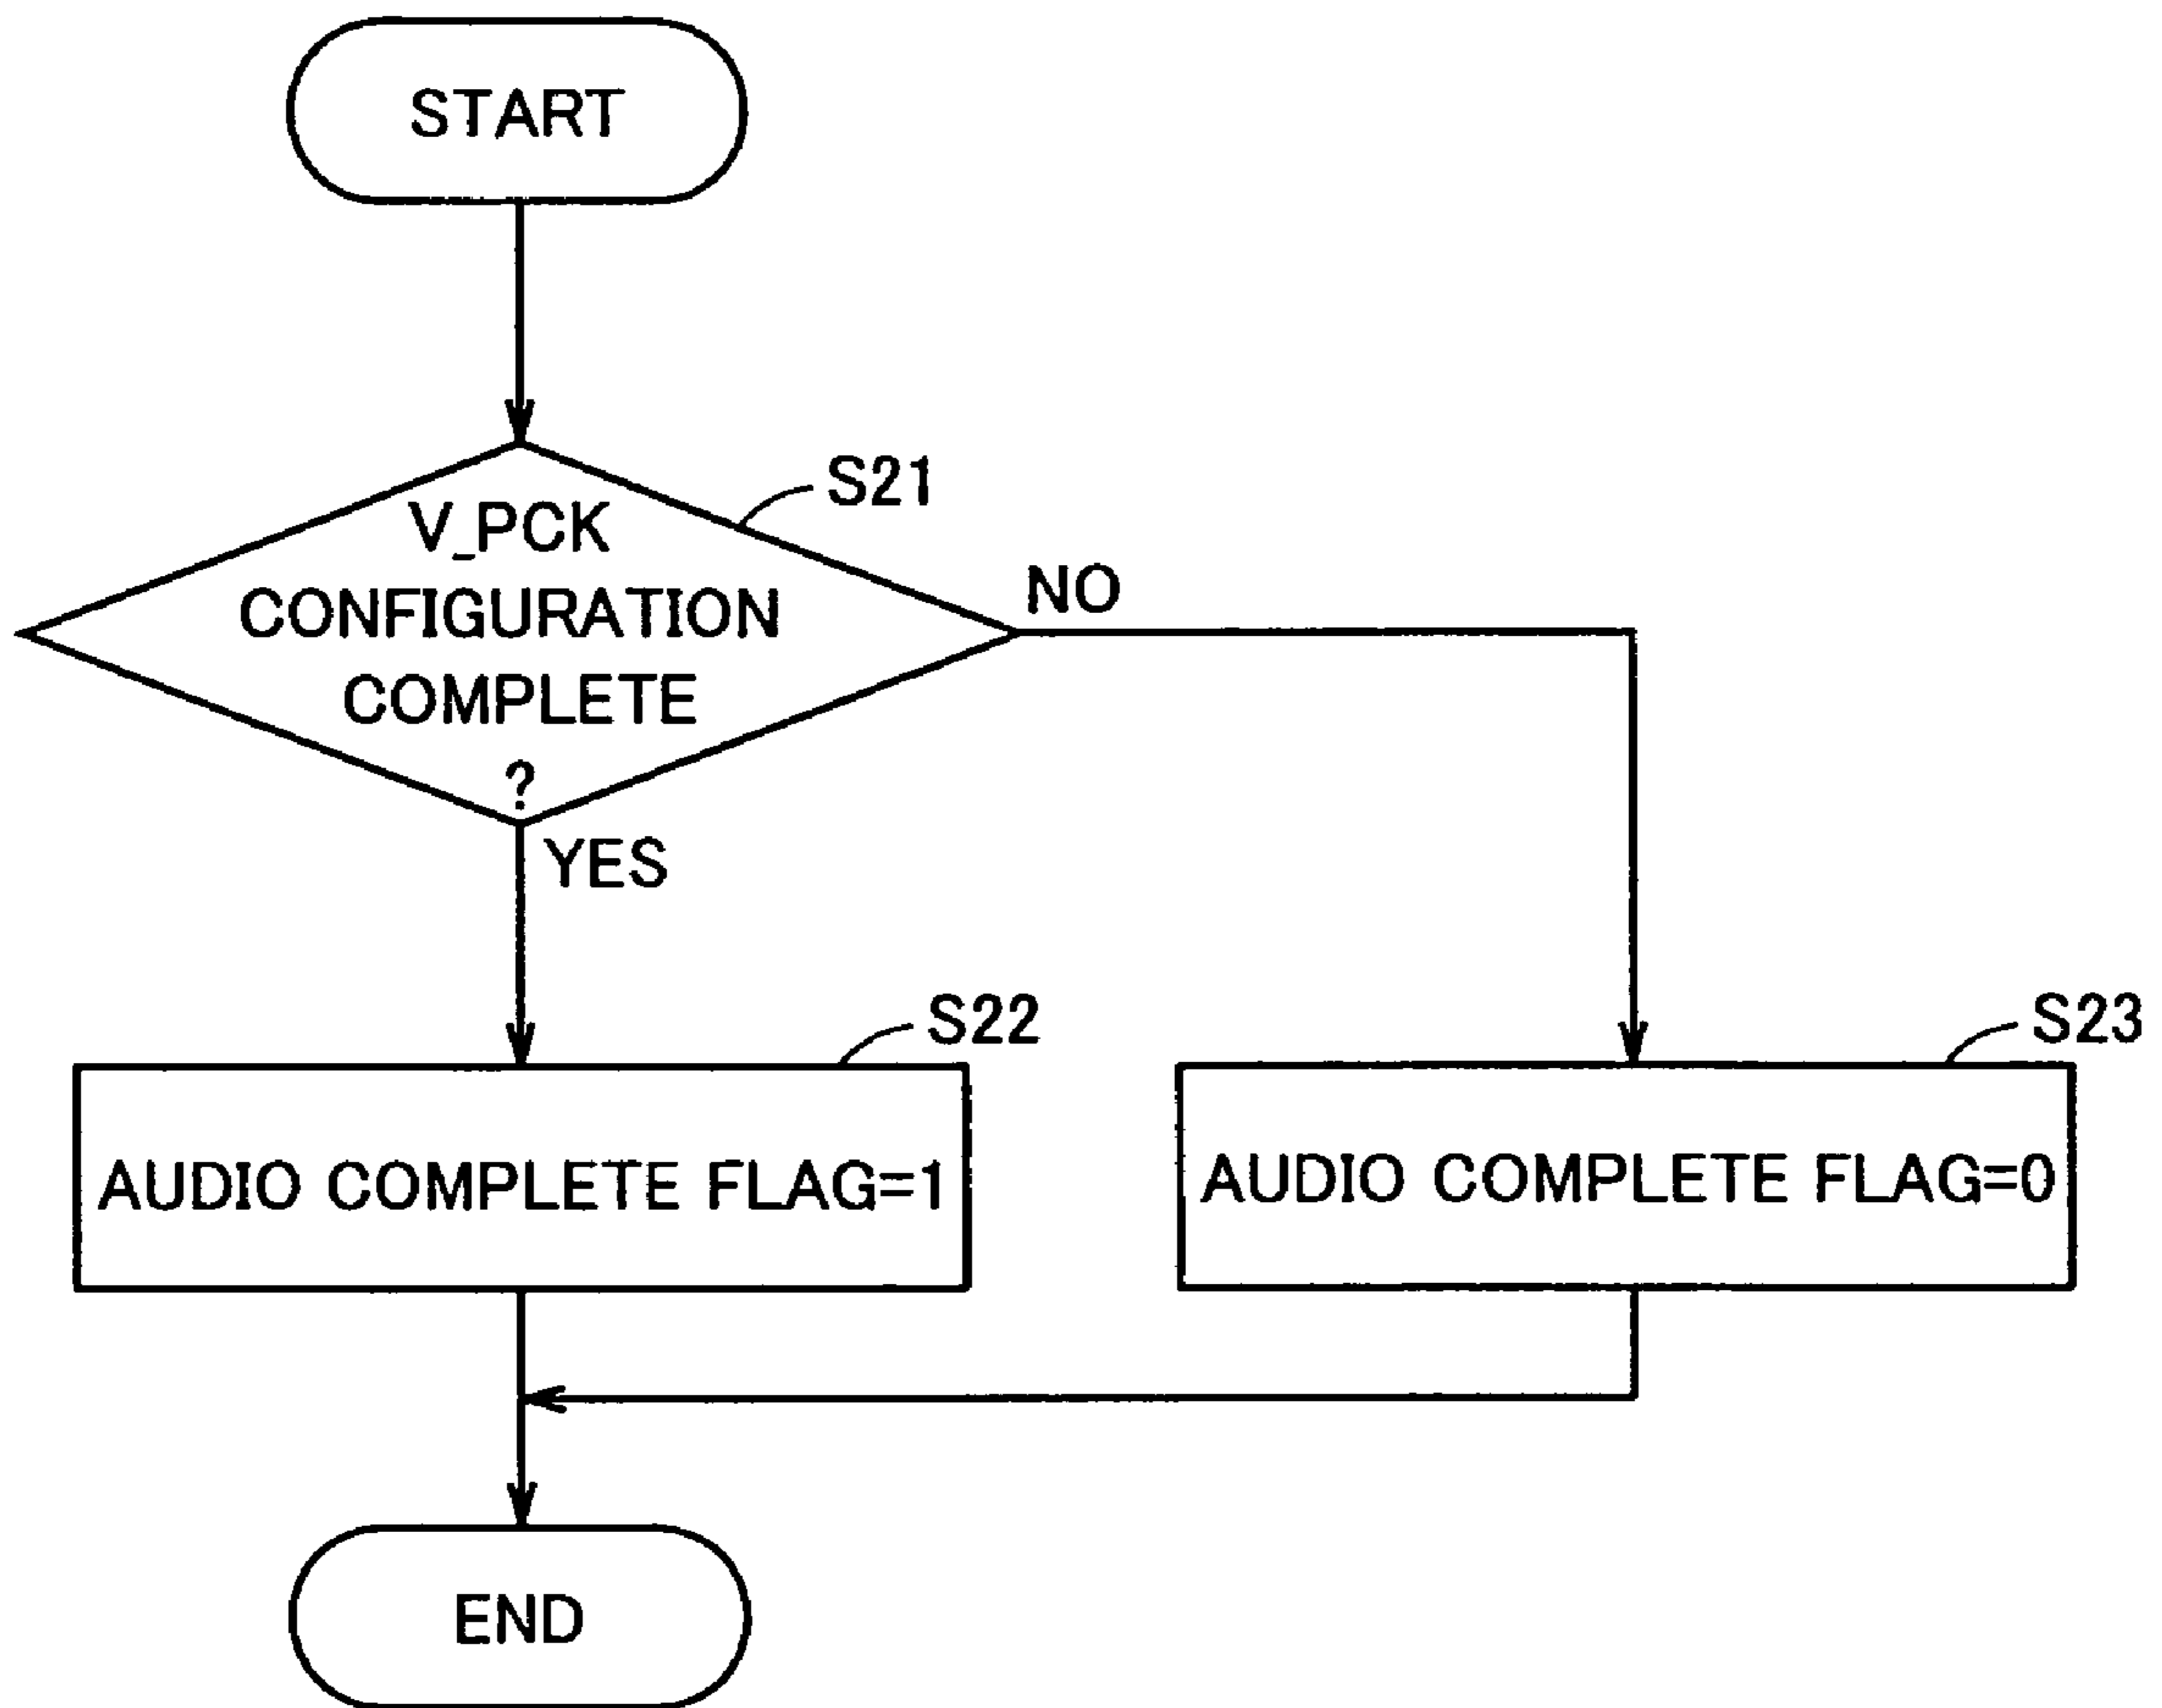 START
S21
V_PCK
CONFIGURATION
COMPLETE
?
NO
YES
S22
AUDIO COMPLETE FLAG=1
S23
AUDIO COMPLETE FLAG=0
END